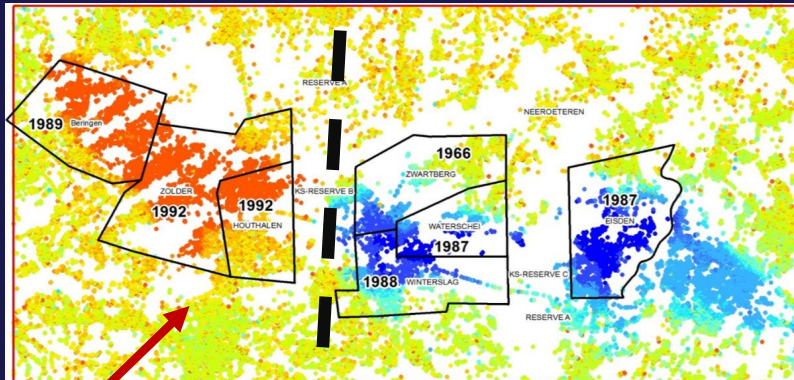 RESERVE A
NEEROETEREN
1989 Beringen
1966
ZWARTBERG
ZOLDER
KS-RESERVE B
1992
1992
1987
HOUTHALEN
WATERSCHEI
EISDEN
1987
KS-RESERVE C
1988
WINTERSLAG
RESERVE A